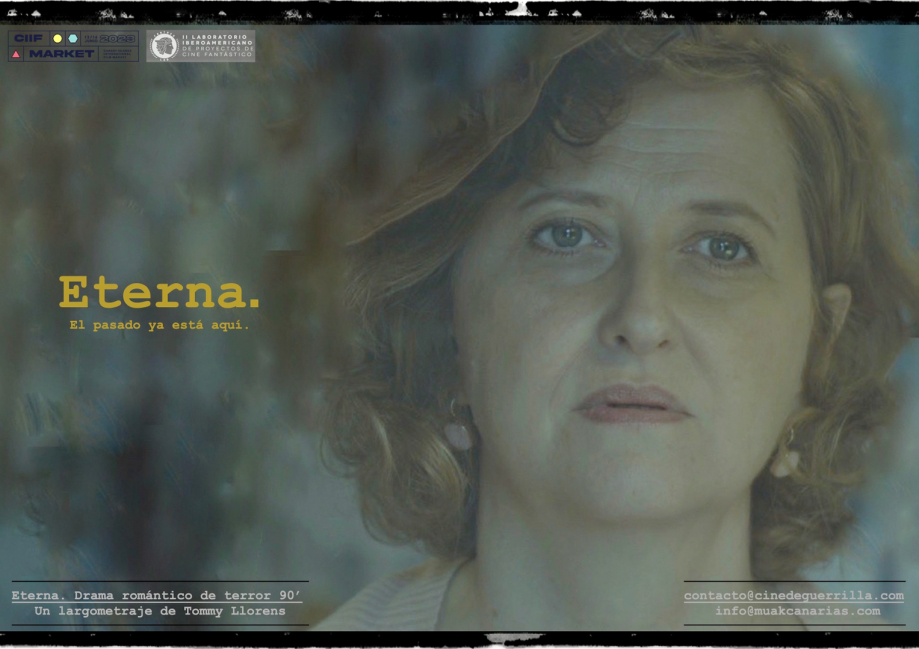 CIIF
2023
MARKET
II LABORATORIO
IBEROAMERICANO
DE PROYECTOS DE
CINE FANTÁSTICO
Eterna.
El pasado ya está aquí.
Eterna. Drama romántico de terror 90’
Un largometraje de Tommy Llorens
contacto@cinedeguerrilla.com
info@muakcanarias.com